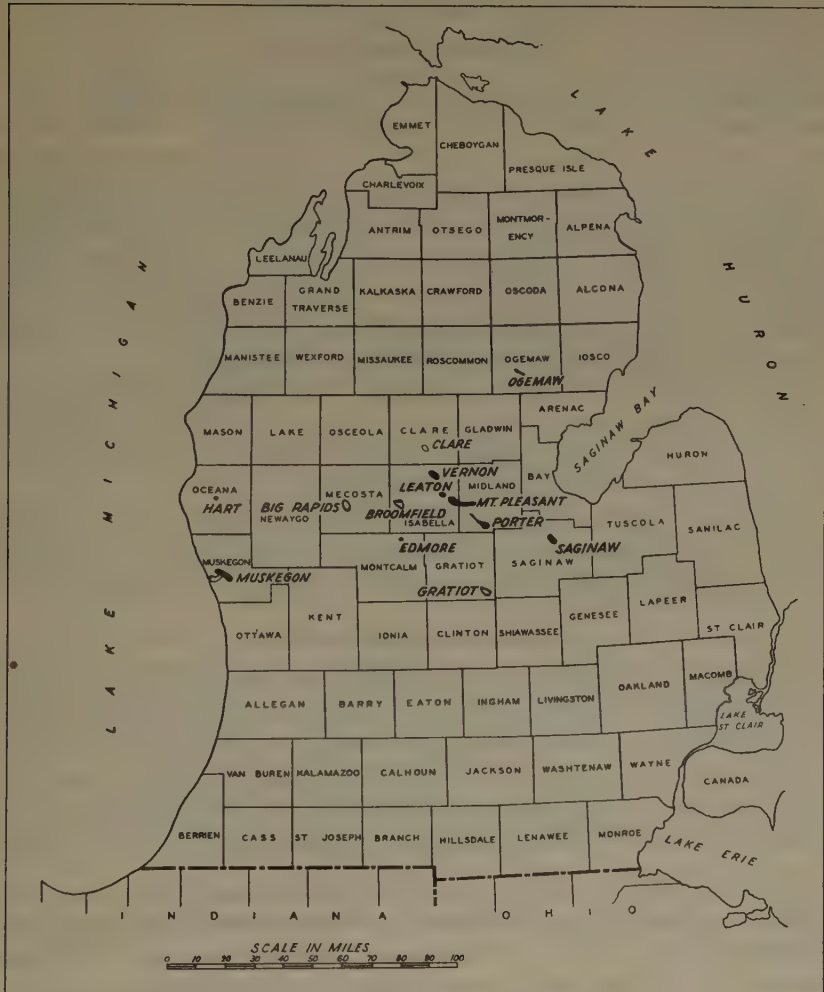 LAKE
HURON
LAKE MICHIGAN
EMMET
CHEBOYGAN
PRESQUE ISLE
CHARLEVOIX
ANTRIM
OTSEGO
MONTMOR-
ENCY
ALPENA
LEELANAU
BENZIE
GRAND
TRAVERSE
KALKASKA
CRAWFORD
OSCODA
ALCONA
MANISTEE
WEXFORD
MISSAUKEE
ROSCOMMON
OGEMAW
IOSCO
OGEMAW
ARENAC
MASON
LAKE
OSCEOLA
CLARE
GLADWIN
CLARE
SAGINAW BAY
HURON
BAY
VERNON
OCEANA
HART
BIG RAPIDS
NEWAYGO
MECOSTA
LEATON
MIDLAND
MT. PLEASANT
BROOMFIELD
ISABELLA
PORTER
TUSCOLA
SANILAC
EDMORE
SAGINAW
SAGINAW
MUSKEGON
MUSKEGON
MONTCALM
GRATIOT
GRATIOT
KENT
OTTAWA
IONIA
CLINTON
SHIAWASSEE
GENESEE
LAPEER
ST CLAIR
ALLEGAN
BARRY
EATON
INGHAM
LIVINGSTON
OAKLAND
MACOMB
LAKE
ST CLAIR
VAN BUREN
KALAMAZOO
CALHOUN
JACKSON
WASHTENAW
WAYNE
CANADA
BERRIEN
CASS
ST JOSEPH
BRANCH
HILLSDALE
LENAWEE
MONROE
LAKE ERIE
INDIANA
OHIO
SCALE IN MILES
0 10 20 30 40 50 60 70 80 90 100